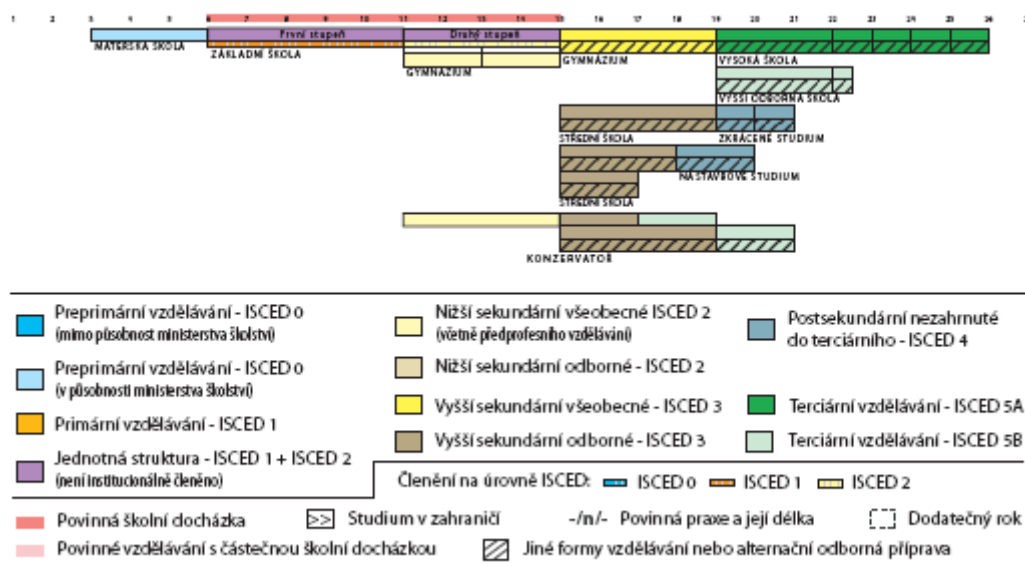 1 2 3 4 5 6 7 8 9 10 11 12 13 14 15 16 17 18 19 20 21 22 23 24 25 26
První stupeň Druhý stupeň
MATEŘSKÁ ŠKOLA ZÁKLADNÍ ŠKOLA GYMNÁZIUM GYMNÁZIUM VYSOKÁ ŠKOLA
VYŠŠÍ ODBORNÁ ŠKOLA
STŘEDNÍ ŠKOLA ZKRÁCENÉ STUDIUM
NÁSTAVBOVÉ STUDIUM
STŘEDNÍ ŠKOLA
KONZERVATOŘ
Preprimární vzdělávání - ISCED 0
(mimo působnost ministerstva školství)
Preprimární vzdělávání - ISCED 0
(v působnosti ministerstva školství)
Primární vzdělávání - ISCED 1
Jednotná struktura - ISCED 1 + ISCED 2
(není institucionálně členěno)
Nižší sekundární všeobecné ISCED 2
(včetně předprofesního vzdělávání)
Nižší sekundární odborné - ISCED 2
Vyšší sekundární všeobecné - ISCED 3
Vyšší sekundární odborné - ISCED 3
Postsekundární nezahrnuté
do terciárního - ISCED 4
Terciární vzdělávání - ISCED 5A
Terciární vzdělávání - ISCED 5B
Členění na úrovně ISCED: ISCED 0 ISCED 1 ISCED 2
Povinná školní docházka >> Studium v zahraničí -/n/- Povinná praxe a její délka Dodatečný rok
Povinné vzdělávání s částečnou školní docházkou Jiné formy vzdělávání nebo alternační odborná příprava